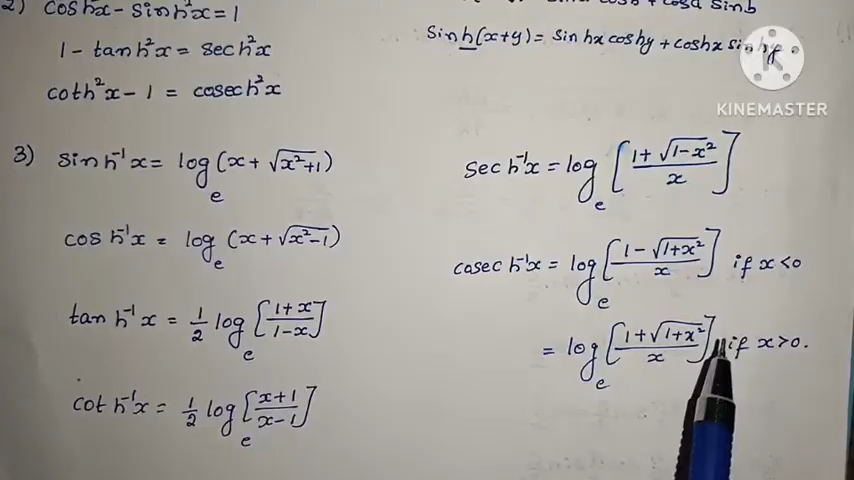 2) cosh²x - sinh²x = 1
1 - tanh²x = sech²x
coth²x - 1 = cosech²x
sinh(x+y) = sinhx coshy + coshx sinhy.
KINEMASTER
3) sinh⁻¹x = logₑ(x + √(x²+1))
cosh⁻¹x = logₑ(x + √(x²-1))
tanh⁻¹x = 1/2 logₑ[(1+x)/(1-x)]
coth⁻¹x = 1/2 logₑ[(x+1)/(x-1)]
sech⁻¹x = logₑ[(1+√(1-x²))/x]
cosech⁻¹x = logₑ[(1-√(1+x²))/x] if x<0
= logₑ[(1+√(1+x²))/x] if x>0.